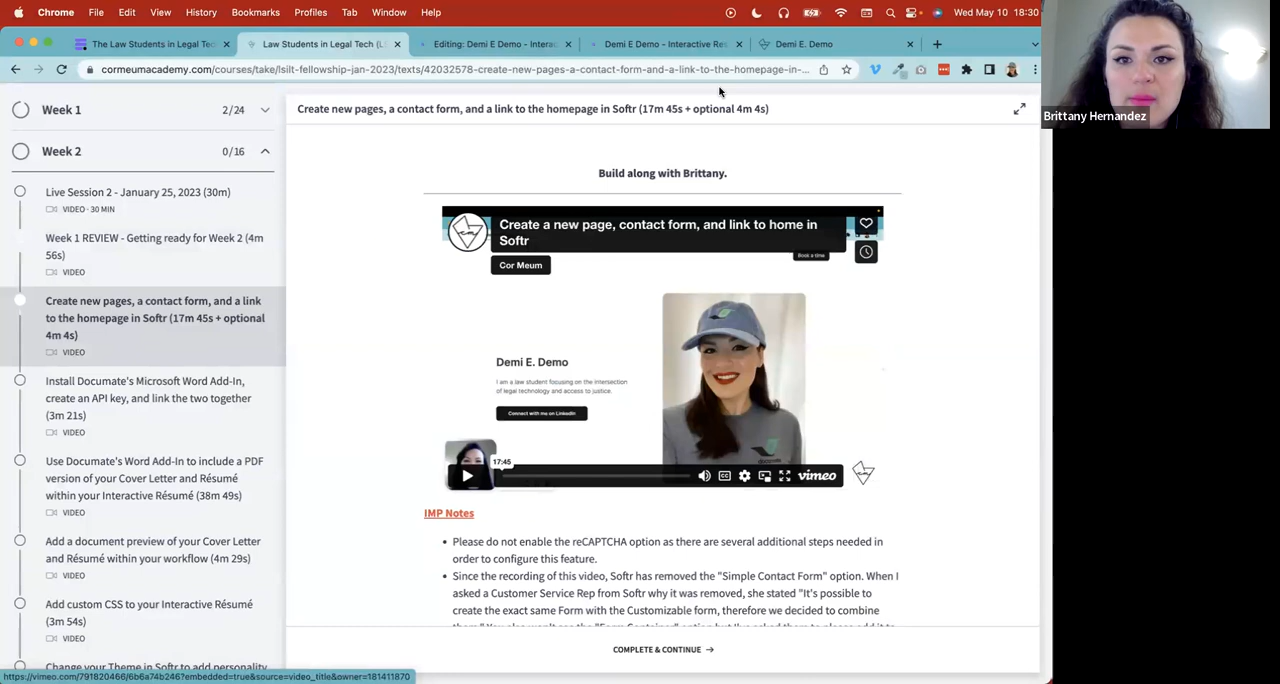 Chrome File Edit View History Bookmarks Profiles Tab Window Help
Wed May 10 18:30
The Law Students in Legal Tec
Law Students in Legal Tech (L
Editing: Demi E Demo - Interac
Demi E Demo - Interactive Res
Demi E. Demo
cormeumacademy.com/courses/take/lsilt-fellowship-jan-2023/texts/42032578-create-new-pages-a-contact-form-and-a-link-to-the-homepage-in-...
Brittany Hernandez
Week 1
2/24
Week 2
0/16
Live Session 2 - January 25, 2023 (30m)
VIDEO · 30 MIN
Week 1 REVIEW - Getting ready for Week 2 (4m
56s)
VIDEO
Create new pages, a contact form, and a link
to the homepage in Softr (17m 45s + optional
4m 4s)
VIDEO
Install Documate's Microsoft Word Add-In,
create an API key, and link the two together
(3m 21s)
VIDEO
Use Documate's Word Add-In to include a PDF
version of your Cover Letter and Résumé
within your Interactive Résumé (38m 49s)
VIDEO
Add a document preview of your Cover Letter
and Résumé within your workflow (4m 29s)
VIDEO
Add custom CSS to your Interactive Résumé
(3m 54s)
VIDEO
Change your Theme in Softr to add personality
https://vimeo.com/791820466/6b6a74b246?embedded=true&source=video_title&owner=181411870
Create new pages, a contact form, and a link to the homepage in Softr (17m 45s + optional 4m 4s)
Build along with Brittany.
Create a new page, contact form, and link to home in
Softr
Cor Meum
Book a time
Demi E. Demo
I am a law student focusing on the intersection
of legal technology and access to justice.
Connect with me on LinkedIn
17:45
CC
vimeo
IMP Notes
• Please do not enable the reCAPTCHA option as there are several additional steps needed in
order to configure this feature.
• Since the recording of this video, Softr has removed the "Simple Contact Form" option. When I
asked a Customer Service Rep from Softr why it was removed, she stated "It's possible to
create the exact same Form with the Customizable form, therefore we decided to combine
COMPLETE & CONTINUE →